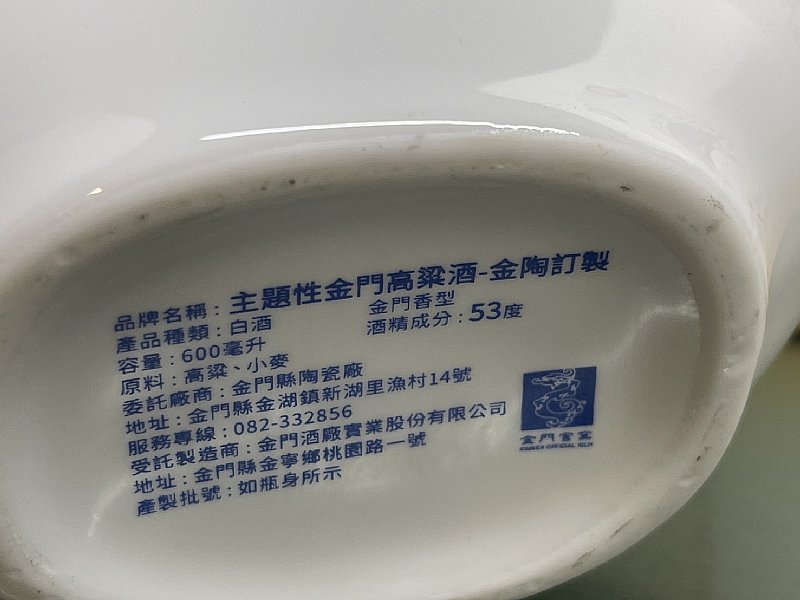 品牌名稱：主題性金門高粱酒-金陶訂製
產品種類：白酒 金門香型
容量：600毫升 酒精成分：53度
原料：高粱、小麥
委託廠商：金門縣陶瓷廠
地址：金門縣金湖鎮新湖里漁村14號
服務專線：082-332856
受託製造商：金門酒廠實業股份有限公司
地址：金門縣金寧鄉桃園路一號
產製批號：如瓶身所示
金門官窯
KINMEN OFFICIAL KILN